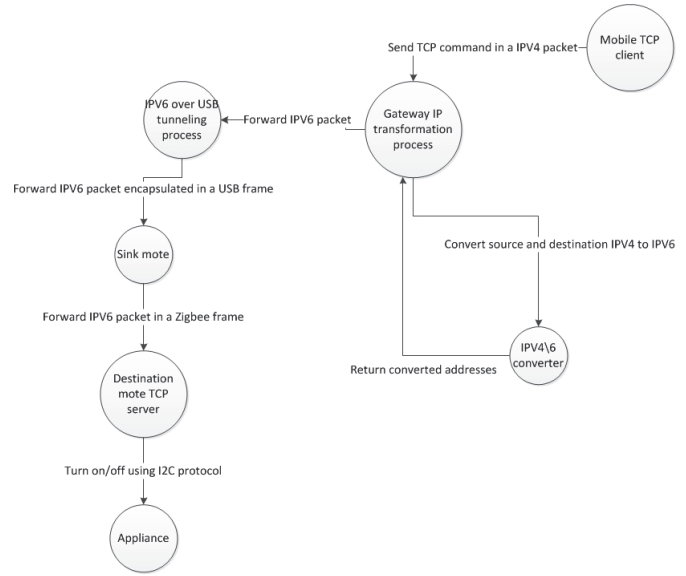 Mobile TCP
client
Send TCP command in a IPV4 packet
Gateway IP
transformation
process
Forward IPV6 packet
IPV6 over USB
tunneling
process
Forward IPV6 packet encapsulated in a USB frame
Sink mote
Convert source and destination IPV4 to IPV6
Forward IPV6 packet in a Zigbee frame
IPV4\6
converter
Return converted addresses
Destination
mote TCP
server
Turn on/off using I2C protocol
Appliance